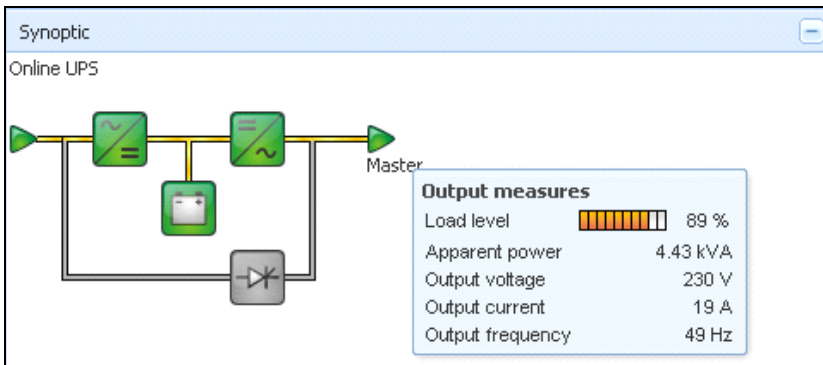 Synoptic
Online UPS
Master
Output measures
Load level 89 %
Apparent power 4.43 kVA
Output voltage 230 V
Output current 19 A
Output frequency 49 Hz